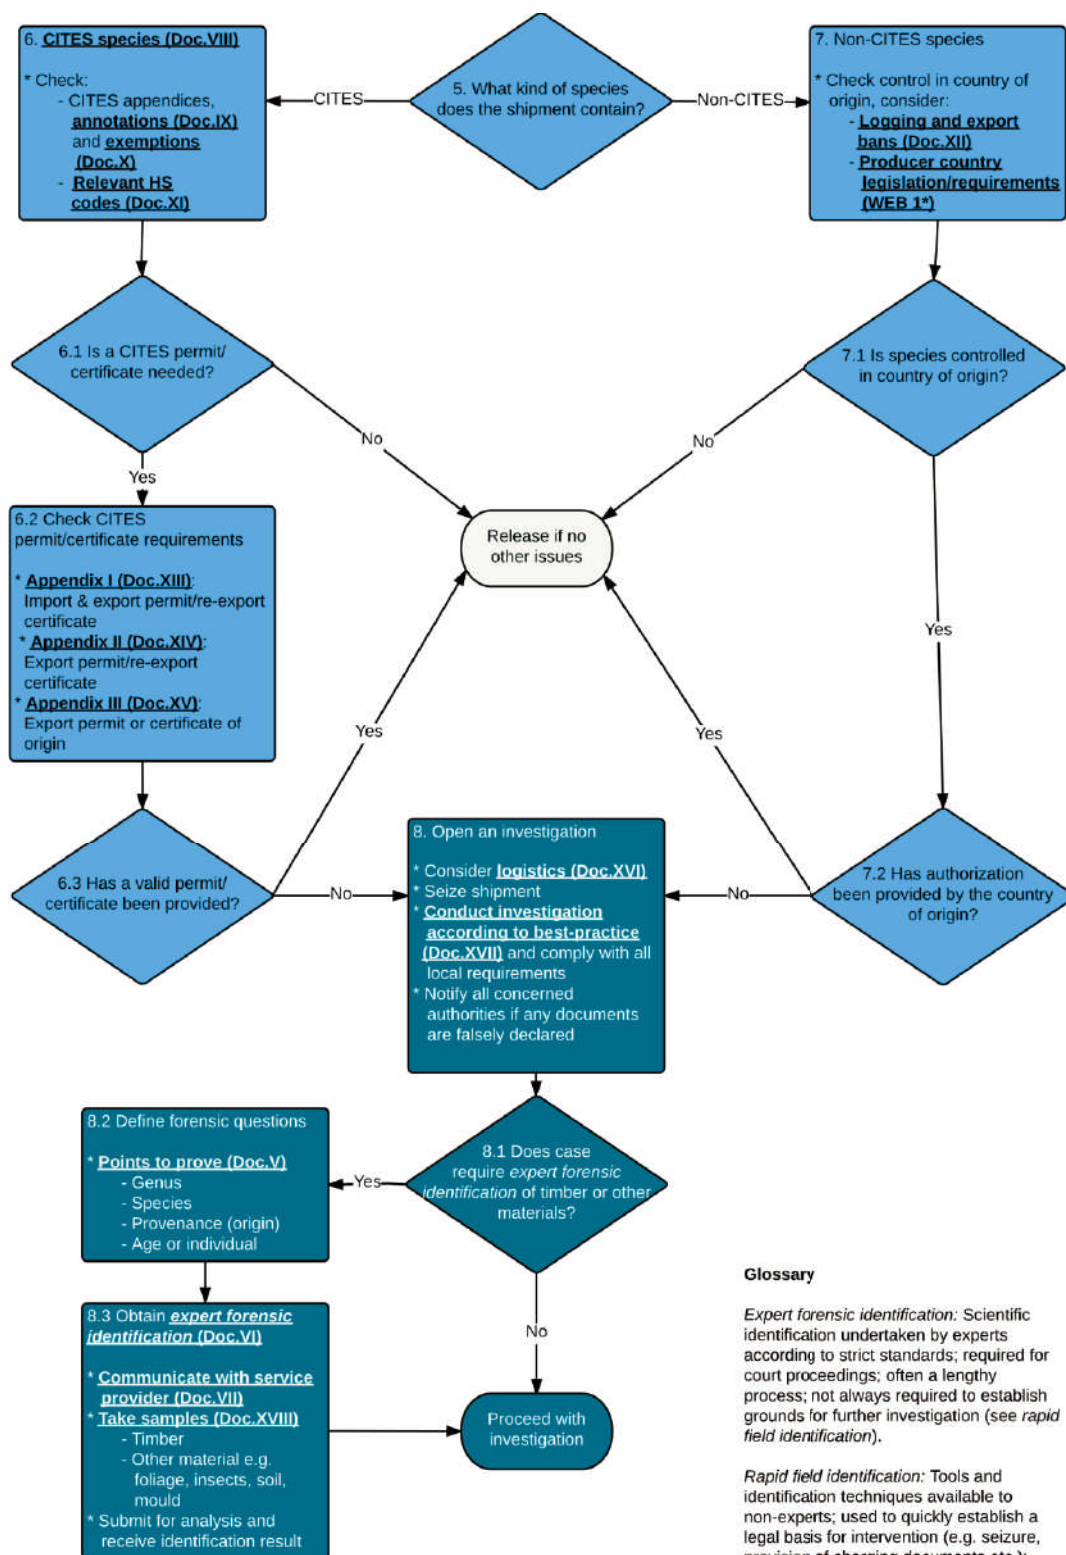 6. CITES species (Doc.VIII)
* Check:
- CITES appendices,
annotations (Doc.IX)
and exemptions
(Doc.X)
- Relevant HS
codes (Doc.XI)
CITES
5. What kind of species
does the shipment contain?
Non-CITES
7. Non-CITES species
* Check control in country of
origin, consider:
- Logging and export
bans (Doc.XII)
- Producer country
legislation/requirements
(WEB 1*)
6.1 Is a CITES permit/
certificate needed?
No
Yes
7.1 Is species controlled
in country of origin?
No
Yes
Release if no
other issues
6.2 Check CITES
permit/certificate requirements
* Appendix I (Doc.XIII):
Import & export permit/re-export
certificate
* Appendix II (Doc.XIV):
Export permit/re-export
certificate
* Appendix III (Doc.XV):
Export permit or certificate of
origin
Yes
Yes
6.3 Has a valid permit/
certificate been provided?
No
8. Open an investigation
* Consider logistics (Doc.XVI)
* Seize shipment
* Conduct investigation
according to best-practice
(Doc.XVII) and comply with all
local requirements
* Notify all concerned
authorities if any documents
are falsely declared
No
7.2 Has authorization
been provided by the country
of origin?
8.1 Does case
require expert forensic
identification of timber or other
materials?
Yes
No
8.2 Define forensic questions
* Points to prove (Doc.V)
- Genus
- Species
- Provenance (origin)
- Age or individual
8.3 Obtain expert forensic
identification (Doc.VI)
* Communicate with service
provider (Doc.VII)
* Take samples (Doc.XVIII)
- Timber
- Other material e.g.
foliage, insects, soil,
mould
* Submit for analysis and
receive identification result
Proceed with
investigation
Glossary
Expert forensic identification: Scientific
identification undertaken by experts
according to strict standards; required for
court proceedings; often a lengthy
process; not always required to establish
grounds for further investigation (see rapid
field identification).
Rapid field identification: Tools and
identification techniques available to
non-experts; used to quickly establish a
legal basis for intervention (e.g. seizure,
provision of charging documents etc.);